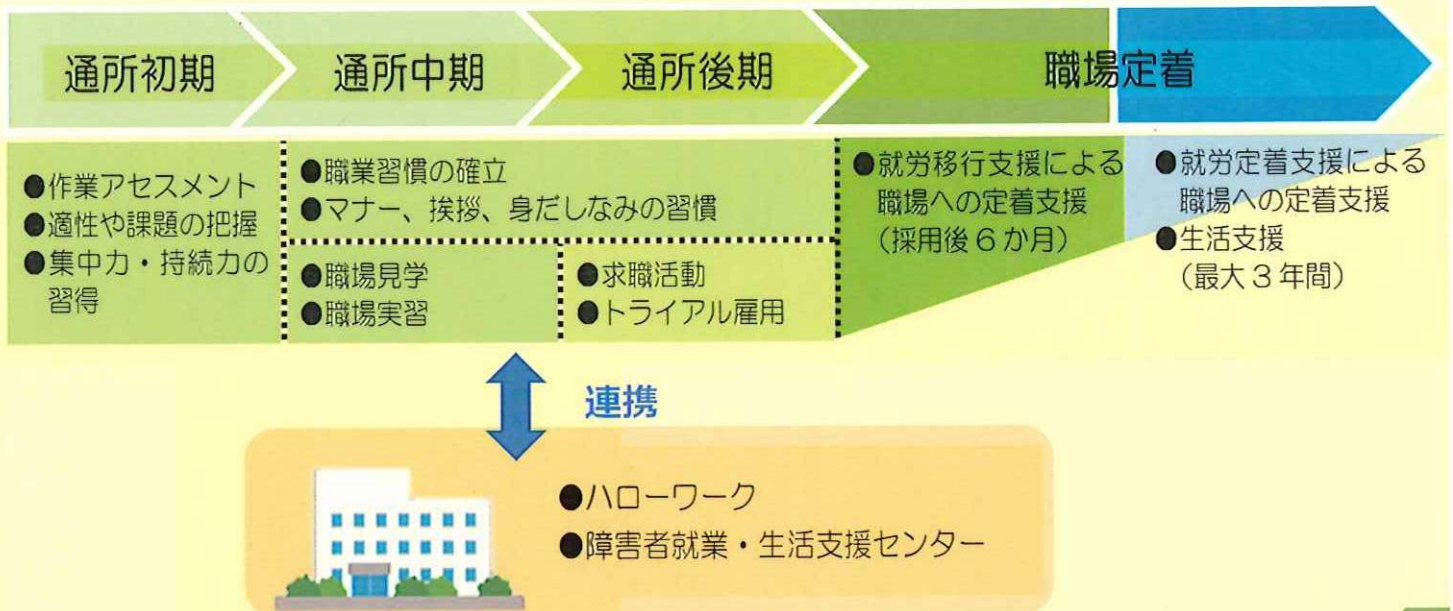 通所初期
通所中期
通所後期
職場定着
●作業アセスメント
●適性や課題の把握
●集中力・持続力の
習得
●職業習慣の確立
●マナー、挨拶、身だしなみの習慣
●職場見学
●職場実習
●求職活動
●トライアル雇用
●就労移行支援による
職場への定着支援
(採用後6か月)
●就労定着支援による
職場への定着支援
●生活支援
(最大3年間)
連携
●ハローワーク
●障害者就業・生活支援センター